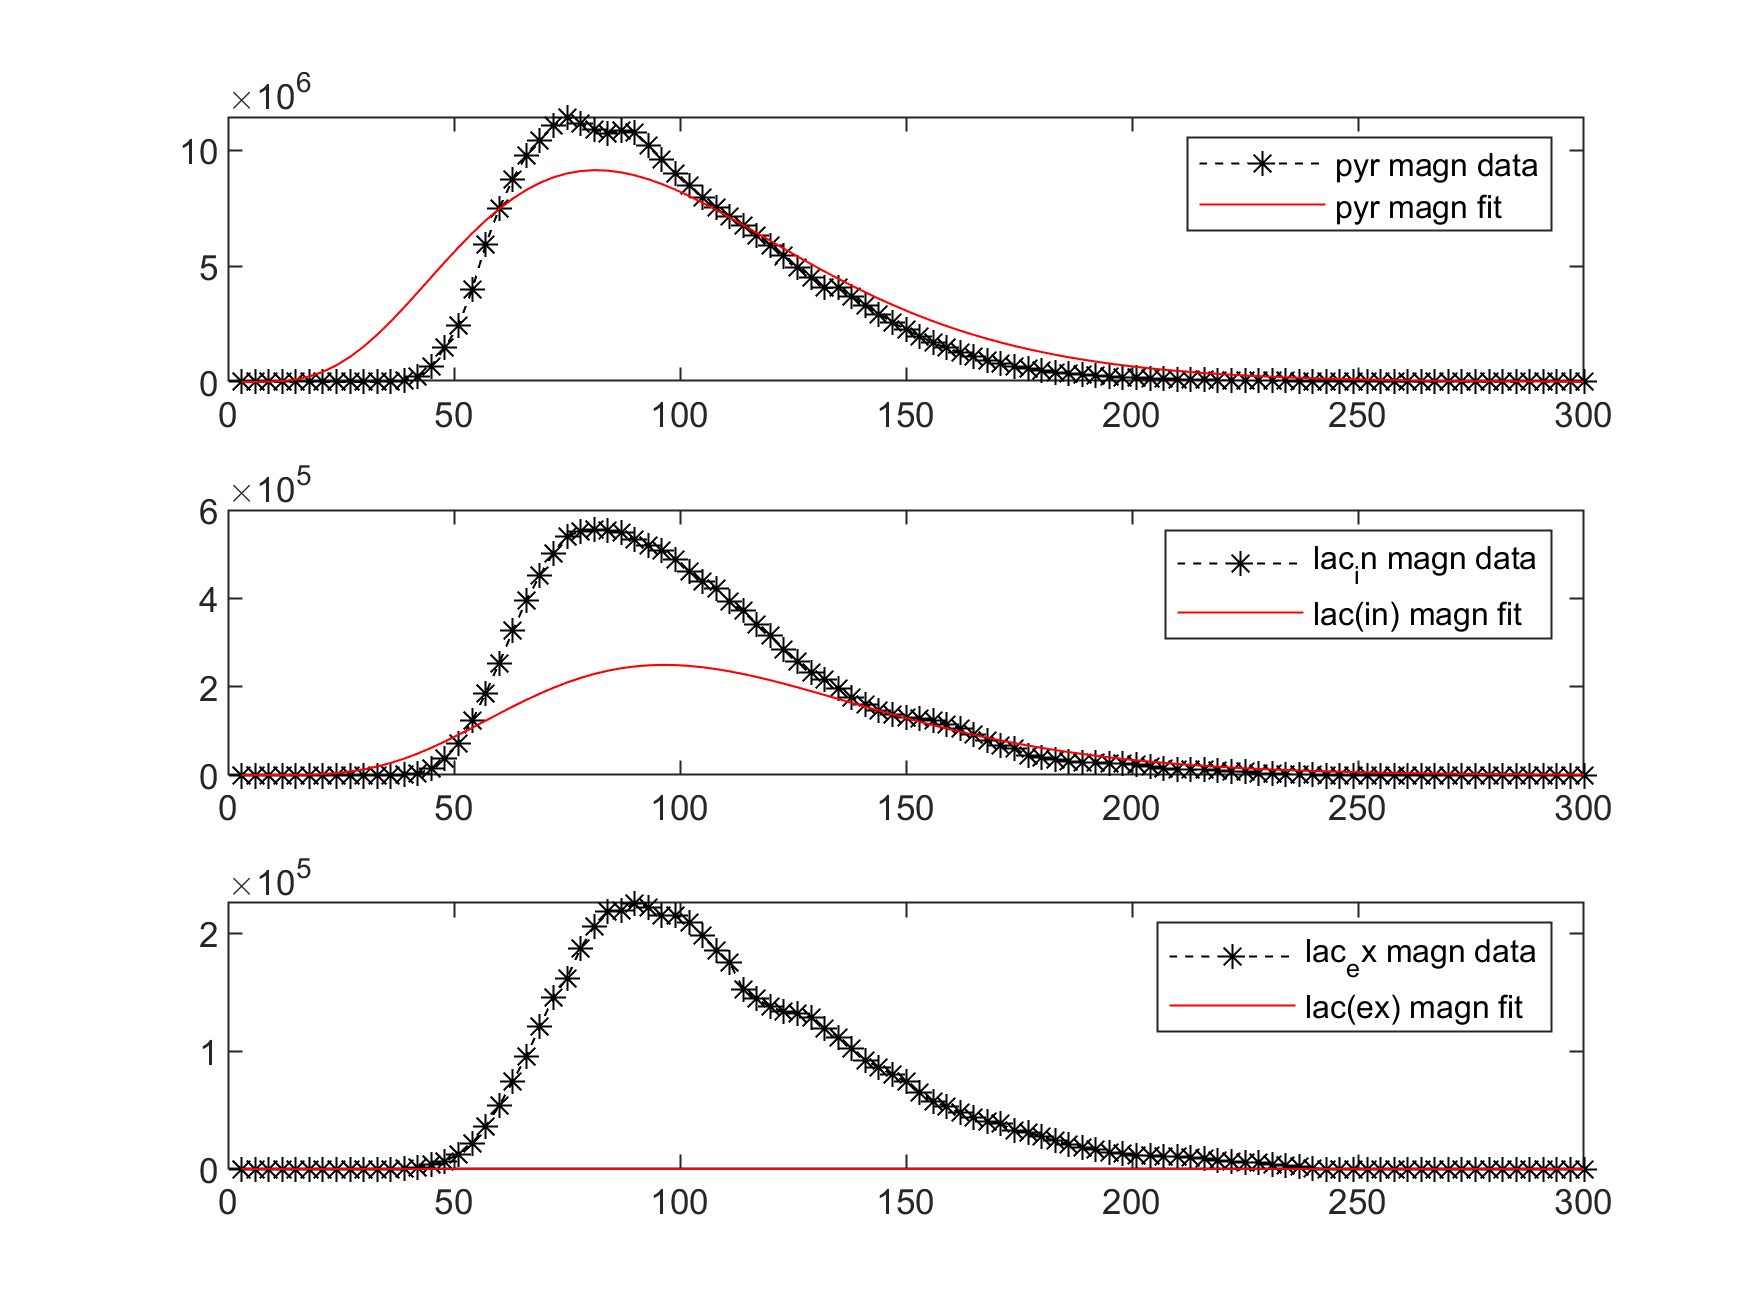 ×10^6
10
5
0
0 50 100 150 200 250 300
pyr magn data
pyr magn fit
×10^5
6
4
2
0
0 50 100 150 200 250 300
lac_in magn data
lac(in) magn fit
×10^5
2
1
0
0 50 100 150 200 250 300
lac_ex magn data
lac(ex) magn fit